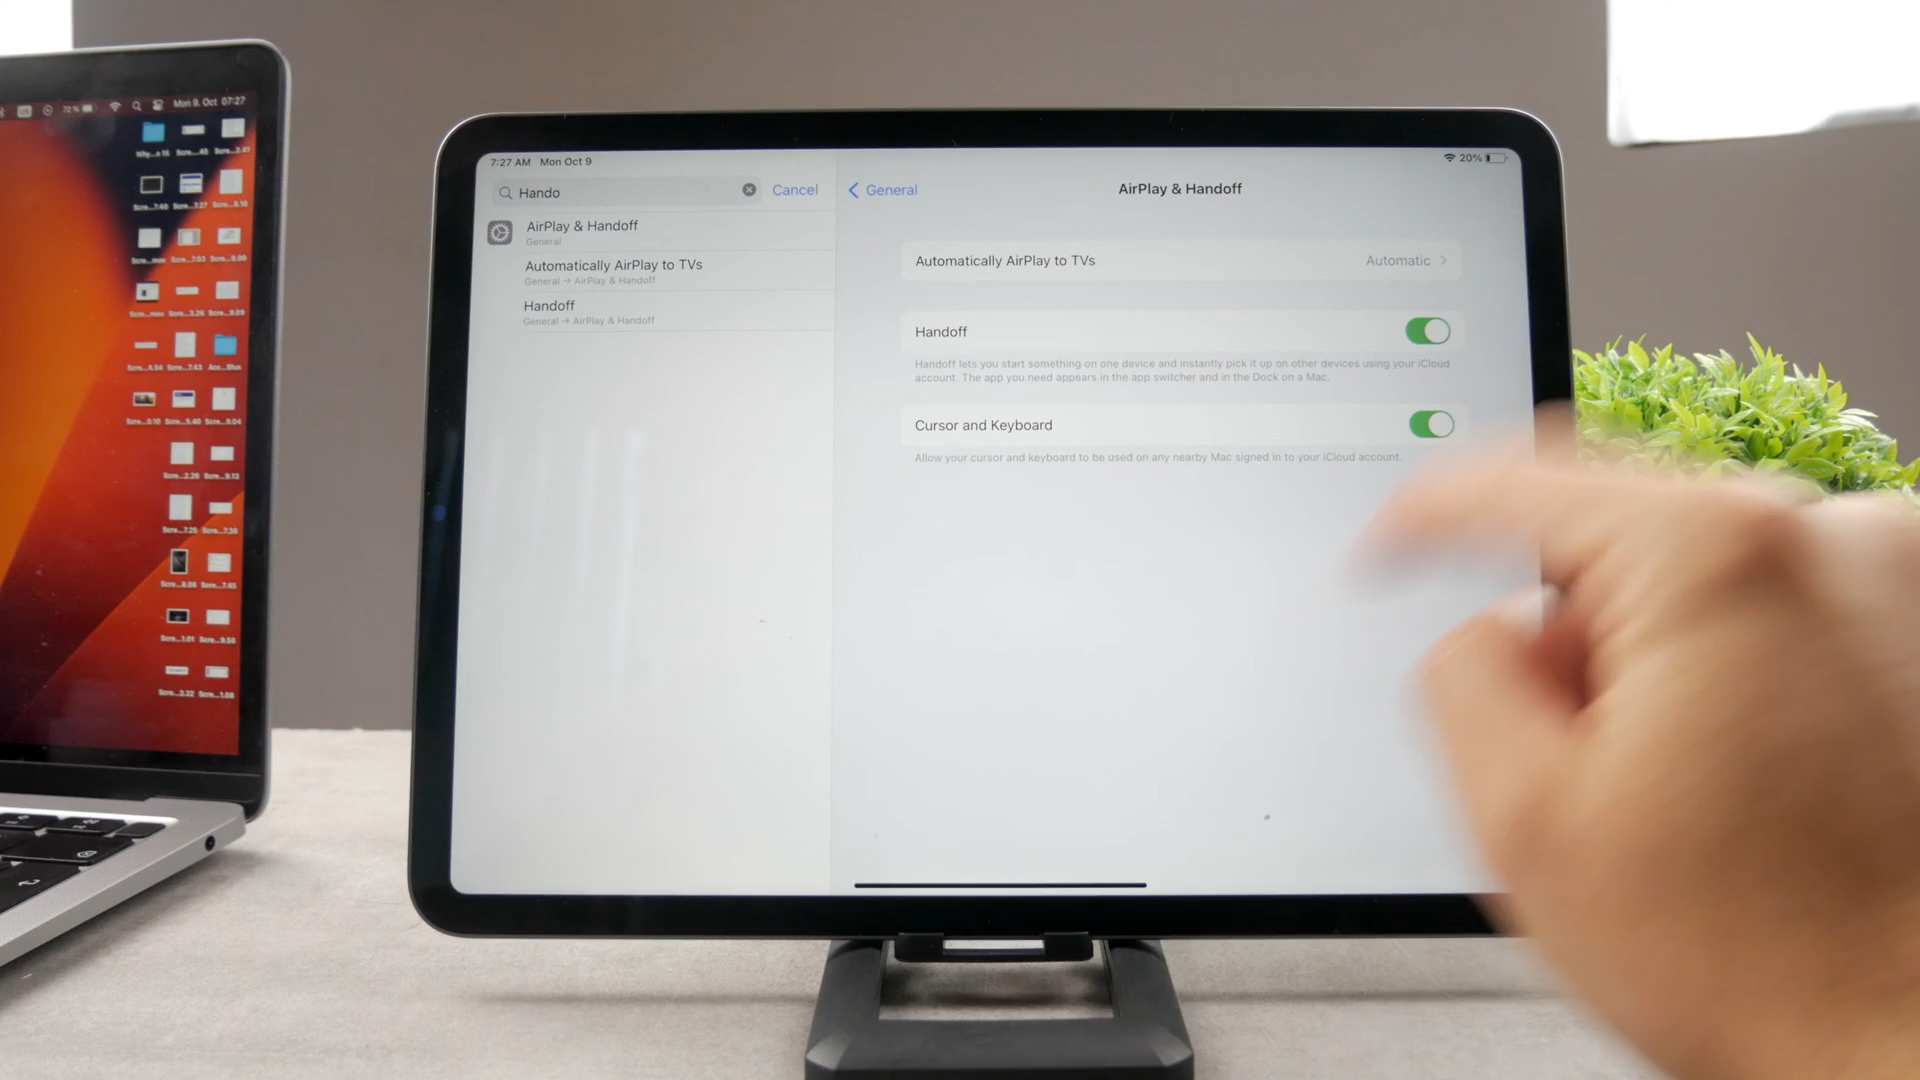 72%
Mon 9. Oct 07:27
7:27 AM Mon Oct 9
20%
Hando
Cancel
AirPlay & Handoff
General
Automatically AirPlay to TVs
General → AirPlay & Handoff
Handoff
General → AirPlay & Handoff
General
AirPlay & Handoff
Automatically AirPlay to TVs
Automatic
Handoff
Handoff lets you start something on one device and instantly pick it up on other devices using your iCloud
account. The app you need appears in the app switcher and in the Dock on a Mac.
Cursor and Keyboard
Allow your cursor and keyboard to be used on any nearby Mac signed in to your iCloud account.